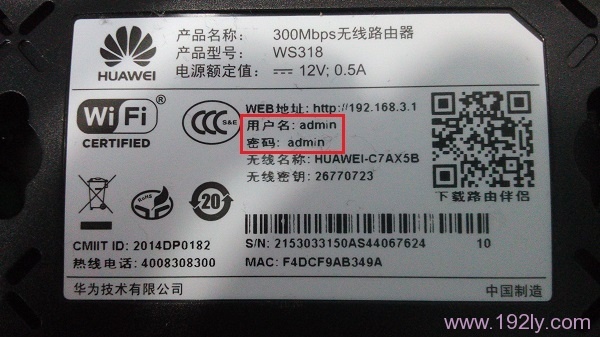 产品名称： 300Mbps无线路由器
产品型号： WS318
电源额定值： ⎓ 12V; 0.5A
HUAWEI
WiFi
CERTIFIED
CCC S&E
WEB地址: http://192.168.3.1
用户名: admin
密码: admin
无线名称: HUAWEI-C7AX5B
无线密钥: 26770723
下载路由伴侣
20
CMIIT ID: 2014DP0182
热线电话: 4008308300
S/N: 2153033150AS44067624 10
MAC: F4DCF9AB349A
华为技术有限公司
中国制造
www.192ly.com